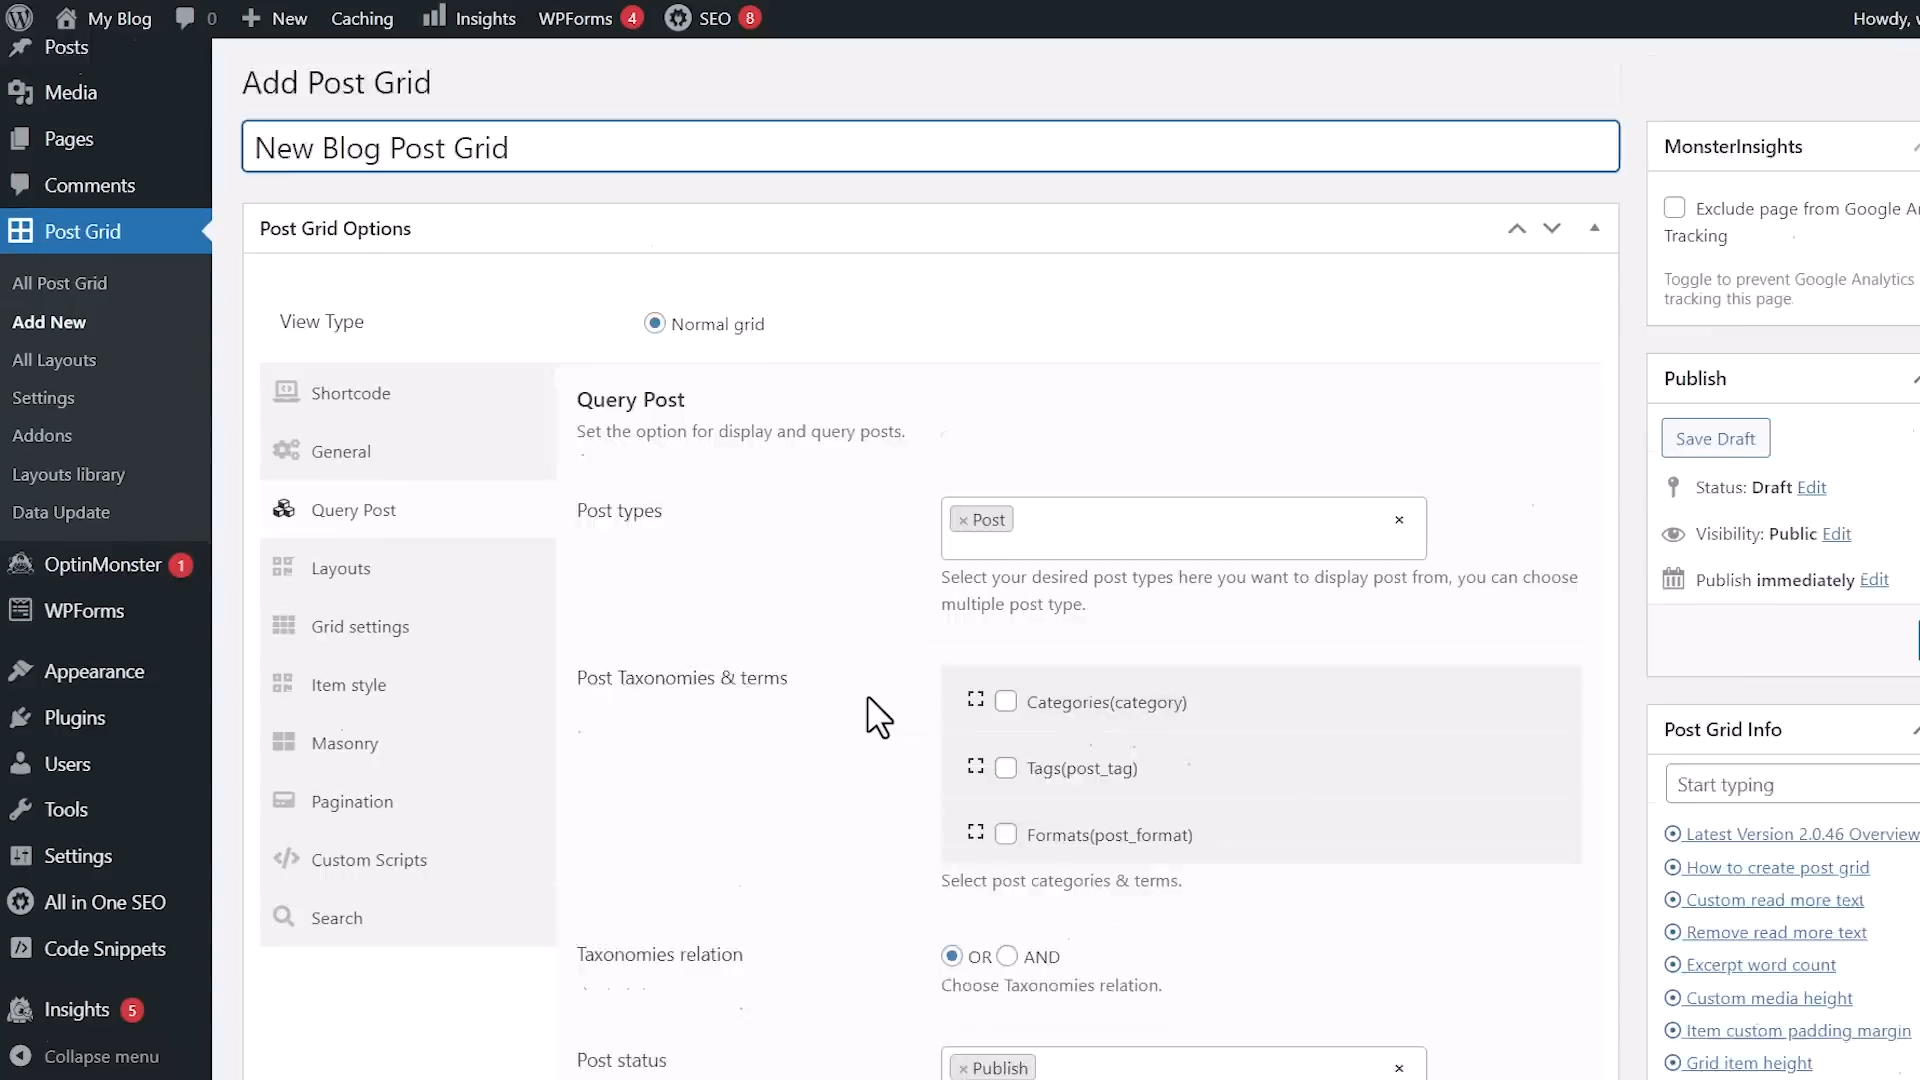 My Blog 0 New Caching Insights WPForms 4 SEO 8 Howdy,
Posts
Media
Pages
Comments
Post Grid
All Post Grid
Add New
All Layouts
Settings
Addons
Layouts library
Data Update
OptinMonster 1
WPForms
Appearance
Plugins
Users
Tools
Settings
All in One SEO
Code Snippets
Insights 5
Collapse menu
Add Post Grid
New Blog Post Grid
Post Grid Options
View Type
Normal grid
Shortcode
General
Query Post
Layouts
Grid settings
Item style
Masonry
Pagination
Custom Scripts
Search
Query Post
Set the option for display and query posts.
Post types
× Post ×
Select your desired post types here you want to display post from, you can choose
multiple post type.
Post Taxonomies & terms
Categories(category)
Tags(post_tag)
Formats(post_format)
Select post categories & terms.
Taxonomies relation
OR AND
Choose Taxonomies relation.
Post status
× Publish ×
MonsterInsights
Exclude page from Google
Tracking
Toggle to prevent Google Analytics
tracking this page.
Publish
Save Draft
Status: Draft Edit
Visibility: Public Edit
Publish immediately Edit
Post Grid Info
Start typing
Latest Version 2.0.46 Overview
How to create post grid
Custom read more text
Remove read more text
Excerpt word count
Custom media height
Item custom padding margin
Grid item height